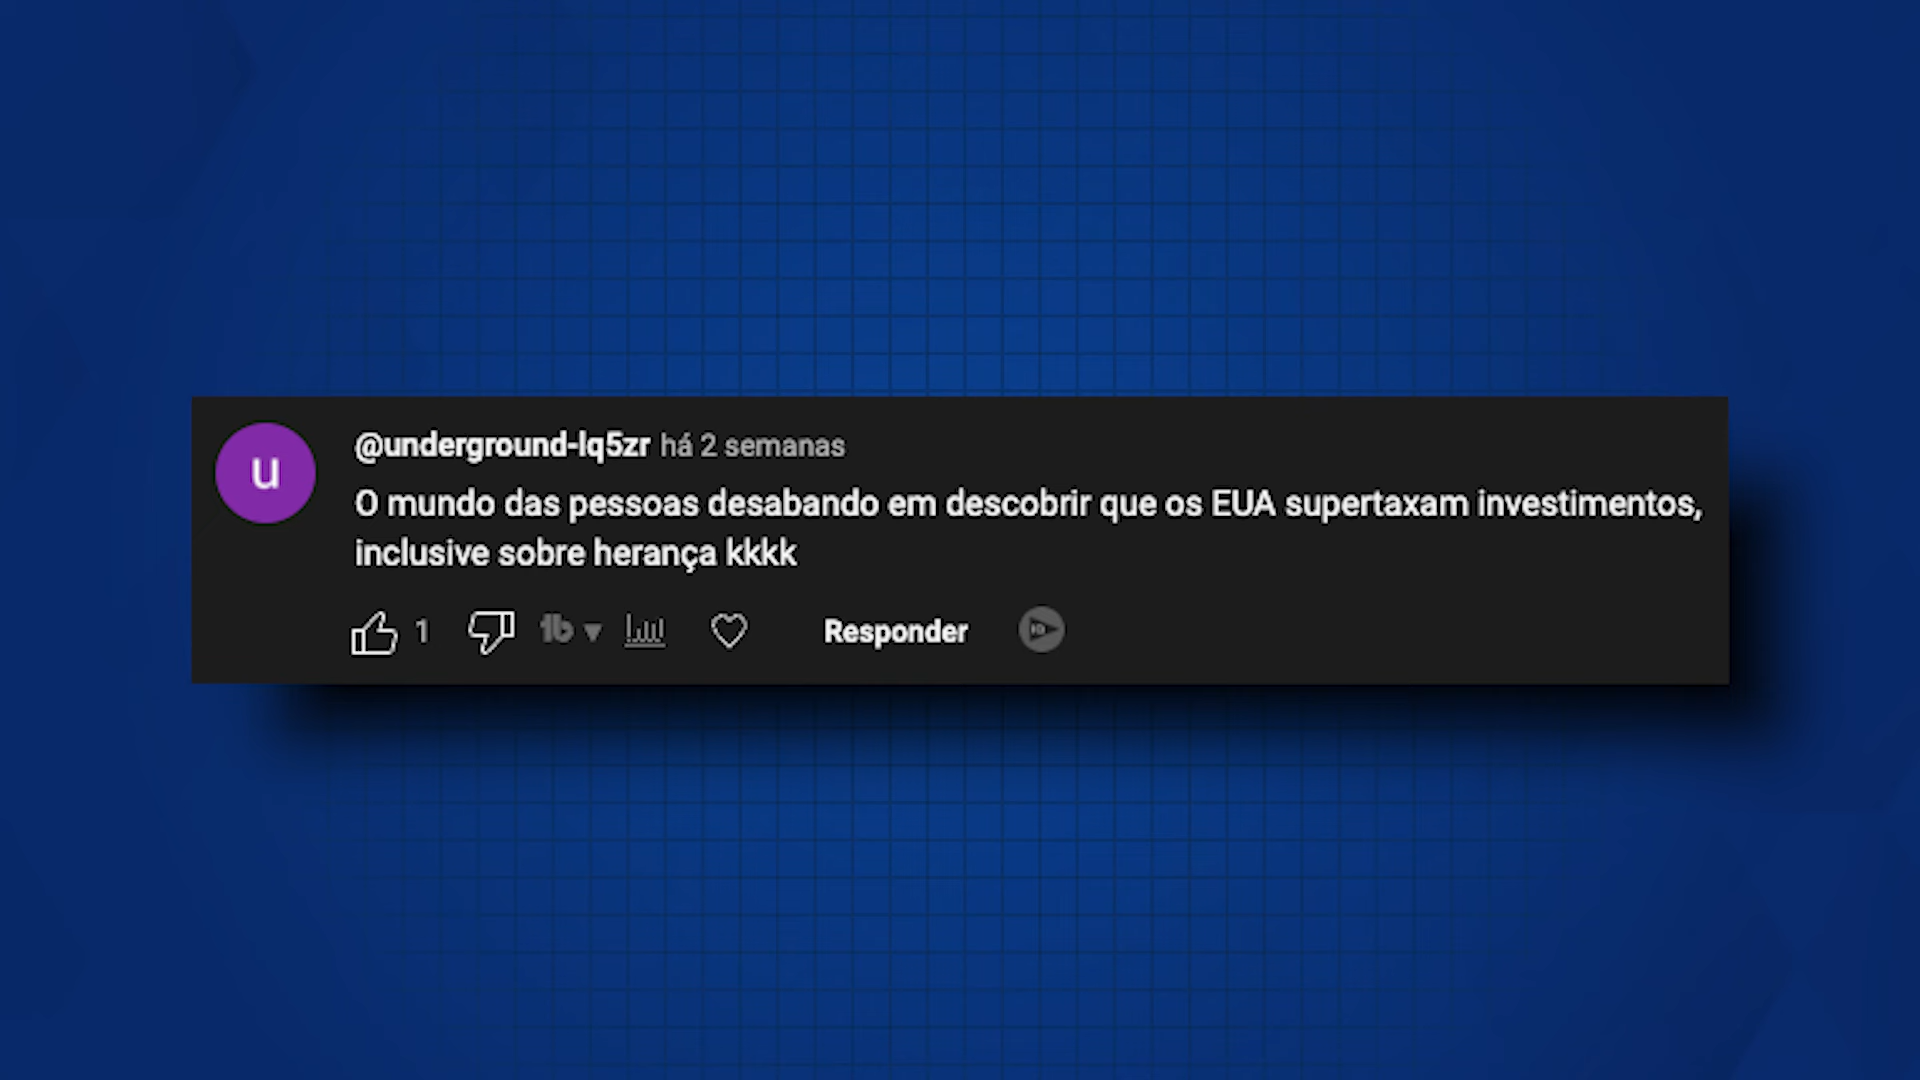 u
@underground-lq5zr há 2 semanas
O mundo das pessoas desabando em descobrir que os EUA supertaxam investimentos,
inclusive sobre herança kkkk
1
Responder